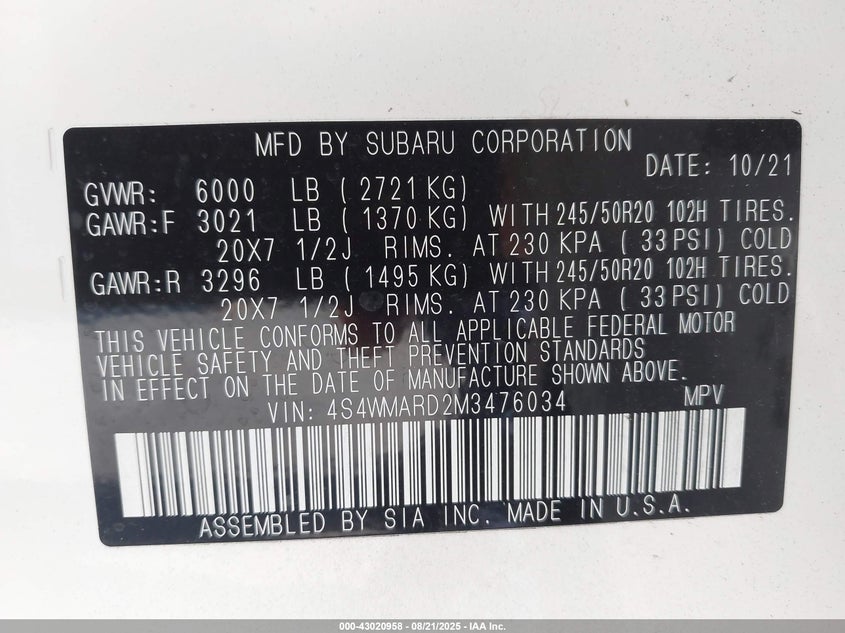 MFD BY SUBARU CORPORATION
DATE: 10/21
GVWR: 6000 LB ( 2721 KG)
GAWR:F 3021 LB ( 1370 KG) WITH 245/50R20 102H TIRES.
20X7 1/2J RIMS. AT 230 KPA ( 33 PSI) COLD
GAWR:R 3296 LB ( 1495 KG) WITH 245/50R20 102H TIRES.
20X7 1/2J RIMS. AT 230 KPA ( 33 PSI) COLD
THIS VEHICLE CONFORMS TO ALL APPLICABLE FEDERAL MOTOR
VEHICLE SAFETY AND THEFT PREVENTION STANDARDS
IN EFFECT ON THE DATE OF MANUFACTURE SHOWN ABOVE.
VIN: 4S4WMARD2M3476034 MPV
ASSEMBLED BY SIA INC. MADE IN U.S.A.
000-43020958 - 08/21/2025 - IAA Inc.